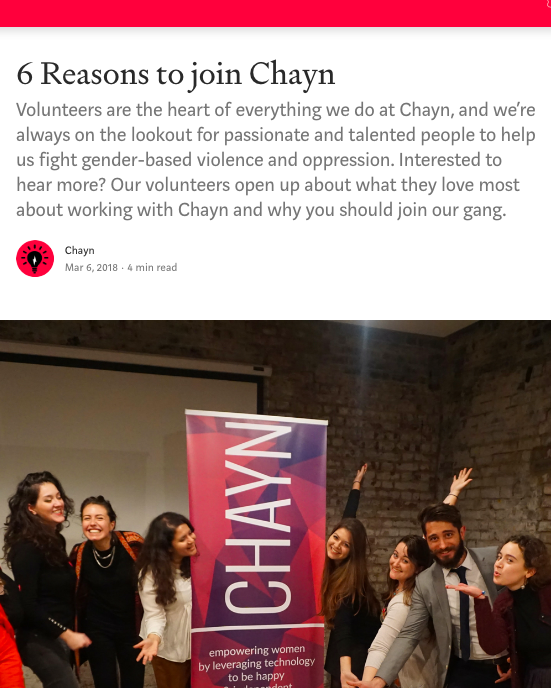 6 Reasons to join Chayn
Volunteers are the heart of everything we do at Chayn, and we’re
always on the lookout for passionate and talented people to help
us fight gender-based violence and oppression. Interested to
hear more? Our volunteers open up about what they love most
about working with Chayn and why you should join our gang.
Chayn
Mar 6, 2018 · 4 min read
CHAYN
empowering women
by leveraging technology
to be happy
& independent